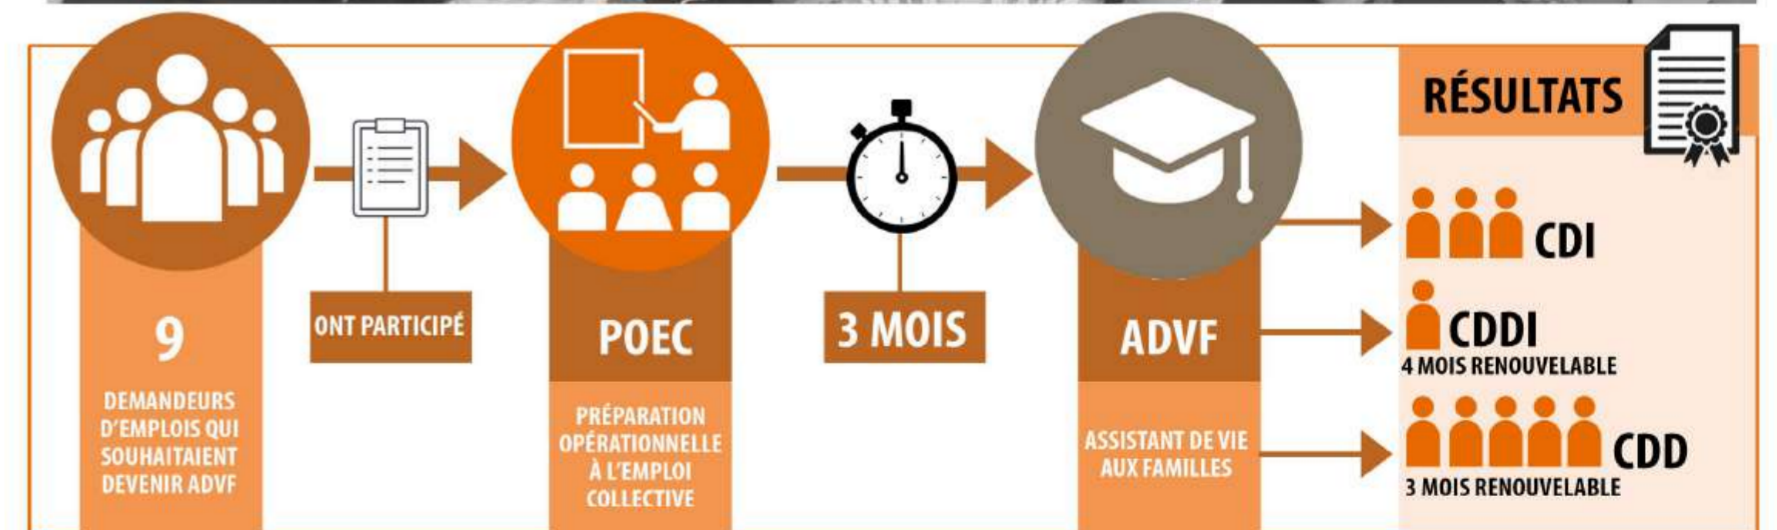 9
DEMANDEURS
D'EMPLOIS QUI
SOUHAITAIENT
DEVENIR ADVF
ONT PARTICIPÉ
POEC
PRÉPARATION
OPÉRATIONNELLE
À L'EMPLOI
COLLECTIVE
3 MOIS
ADVF
ASSISTANT DE VIE
AUX FAMILLES
RÉSULTATS
CDI
CDDI
4 MOIS RENOUVELABLE
CDD
3 MOIS RENOUVELABLE